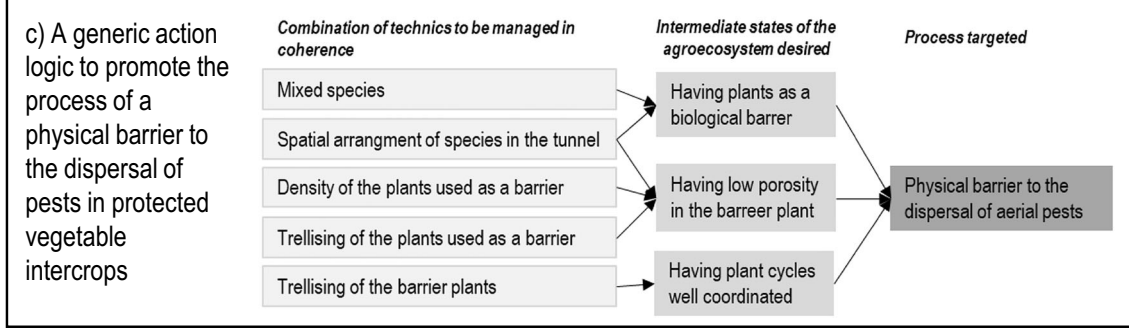 c) A generic action
logic to promote the
process of a
physical barrier to
the dispersal of
pests in protected
vegetable
intercrops
Combination of technics to be managed in
coherence
Mixed species
Spatial arrangment of species in the tunnel
Density of the plants used as a barrier
Trellising of the plants used as a barrier
Trellising of the barrier plants
Intermediate states of the
agroecosystem desired
Having plants as a
biological barrer
Having low porosity
in the barreer plant
Having plant cycles
well coordinated
Process targeted
Physical barrier to the
dispersal of aerial pests